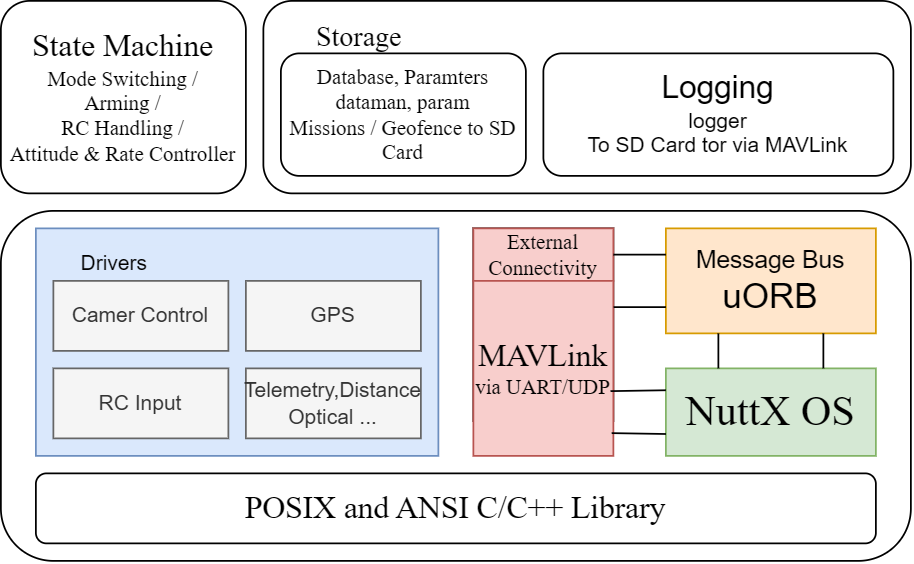 State Machine
Mode Switching /
Arming /
RC Handling /
Attitude & Rate Controller
Storage
Database, Paramters
dataman, param
Missions / Geofence to SD
Card
Logging
logger
To SD Card tor via MAVLink
Drivers
Camer Control
GPS
RC Input
Telemetry,Distance
Optical ...
External
Connectivity
MAVLink
via UART/UDP
Message Bus
uORB
NuttX OS
POSIX and ANSI C/C++ Library